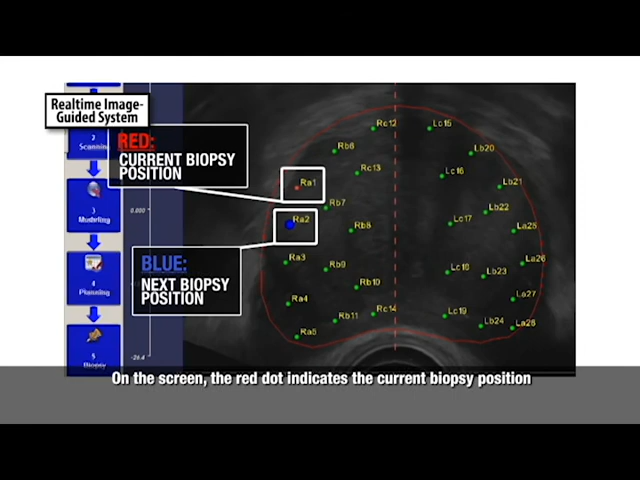 Realtime Image-
Guided System
2
Scanning
RED:
CURRENT BIOPSY
POSITION
3
Modeling
0.000
BLUE:
NEXT BIOPSY
POSITION
4
Planning
5
Biopsy
-26.4
Rc12
Lc15
Rb6
Lb20
Rc13
Lc16
Ra1
Lb21
Rb7
Lb22
Ra2
Rb8
Lc17
La25
Ra3
Rb9
Lc18
Lb23
La26
Rb10
Ra4
La27
Rb11
Rc14
Lc19
Lb24
La28
Ra5
On the screen, the red dot indicates the current biopsy position